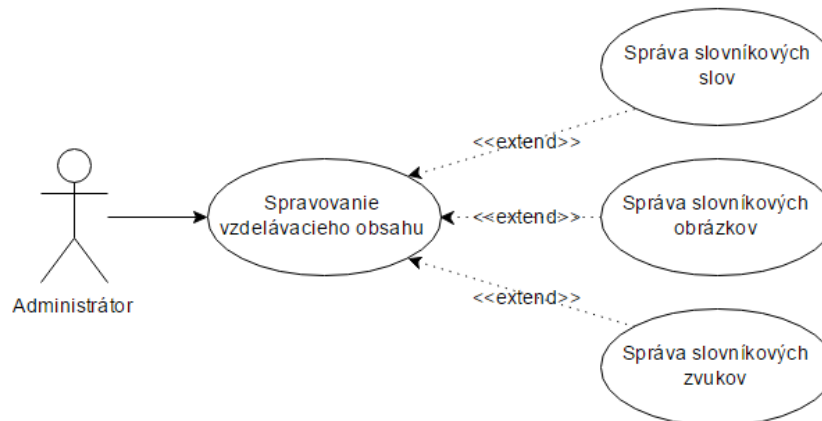 Správa slovníkových
slov
<<extend>>
Spravovanie
vzdelávacieho obsahu
<<extend>>
Správa slovníkových
obrázkov
Administrátor
<<extend>>
Správa slovníkových
zvukov